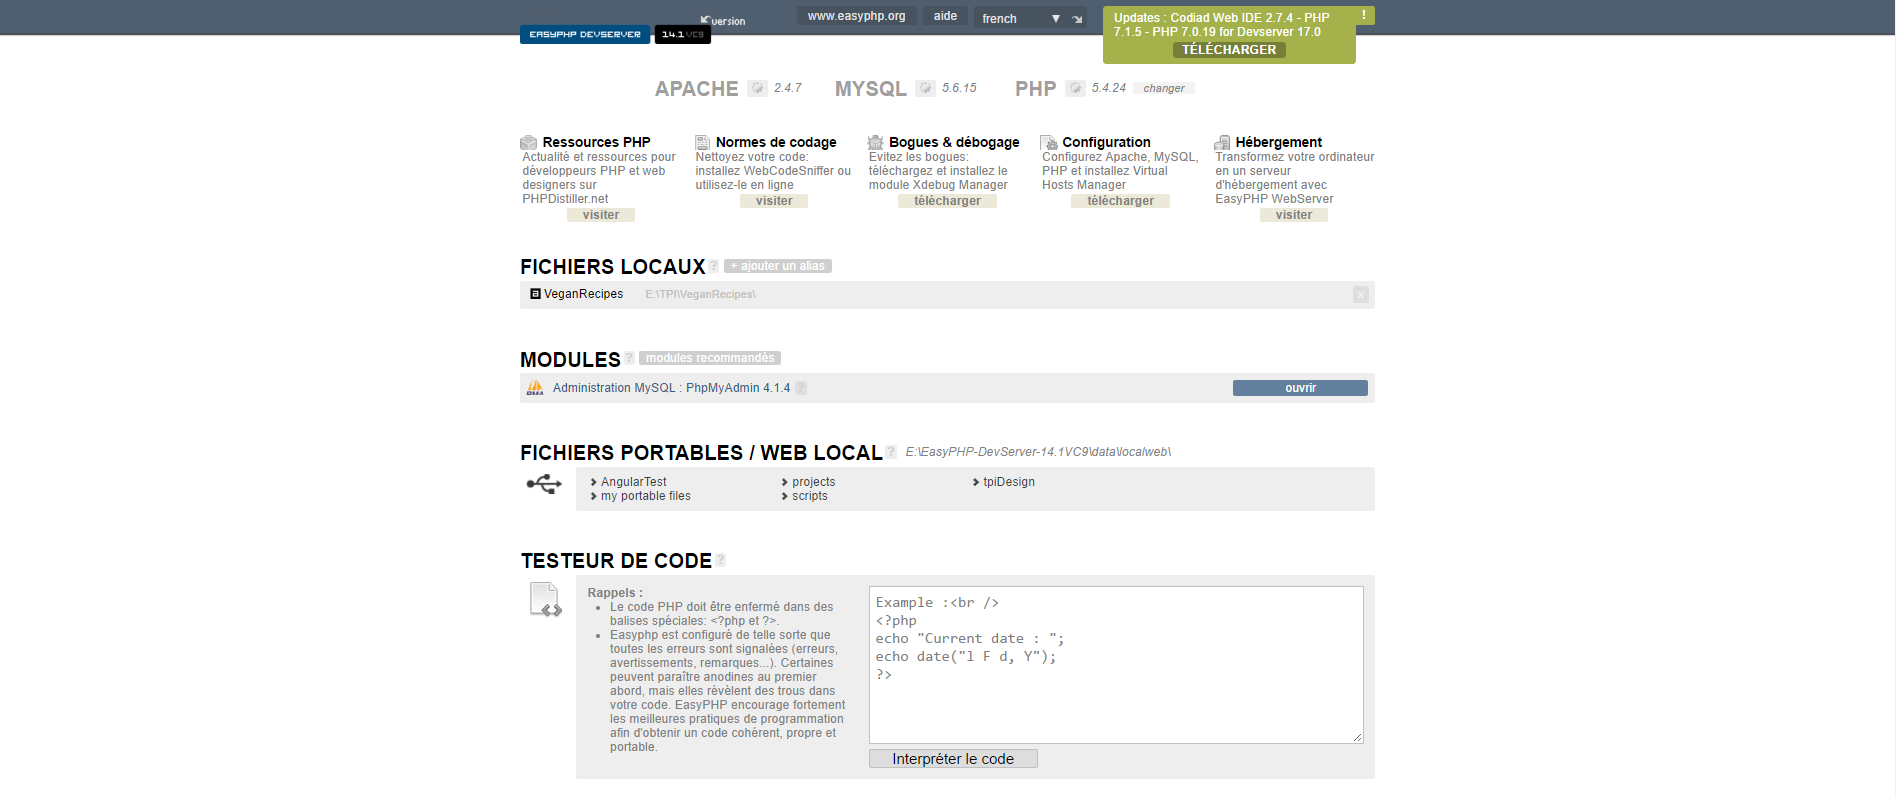 version
EASYPHP DEVSERVER 14.1 VC9
www.easyphp.org aide french
Updates : Codiad Web IDE 2.7.4 - PHP
7.1.5 - PHP 7.0.19 for Devserver 17.0
TÉLÉCHARGER
!
APACHE 2.4.7 MYSQL 5.6.15 PHP 5.4.24 changer
Ressources PHP
Actualité et ressources pour
développeurs PHP et web
designers sur
PHPDistiller.net
visiter
Normes de codage
Nettoyez votre code:
installez WebCodeSniffer ou
utilisez-le en ligne
visiter
Bogues & débogage
Evitez les bogues:
téléchargez et installez le
module Xdebug Manager
télécharger
Configuration
Configurez Apache, MySQL,
PHP et installez Virtual
Hosts Manager
télécharger
Hébergement
Transformez votre ordinateur
en un serveur
d'hébergement avec
EasyPHP WebServer
visiter
FICHIERS LOCAUX ? + ajouter un alias
a VeganRecipes E:\TPI\VeganRecipes\ x
MODULES ? modules recommandés
Administration MySQL : PhpMyAdmin 4.1.4 ? ouvrir
FICHIERS PORTABLES / WEB LOCAL ? E:\EasyPHP-DevServer-14.1VC9\data\localweb\
AngularTest projects tpiDesign
my portable files scripts
TESTEUR DE CODE ?
Rappels :
Le code PHP doit être enfermé dans des
balises spéciales: <?php et ?>.
Easyphp est configuré de telle sorte que
toutes les erreurs sont signalées (erreurs,
avertissements, remarques...). Certaines
peuvent paraître anodines au premier
abord, mais elles révèlent des trous dans
votre code. EasyPHP encourage fortement
les meilleures pratiques de programmation
afin d'obtenir un code cohérent, propre et
portable.
Example :<br />
<?php
echo "Current date : ";
echo date("l F d, Y");
?>
Interpréter le code